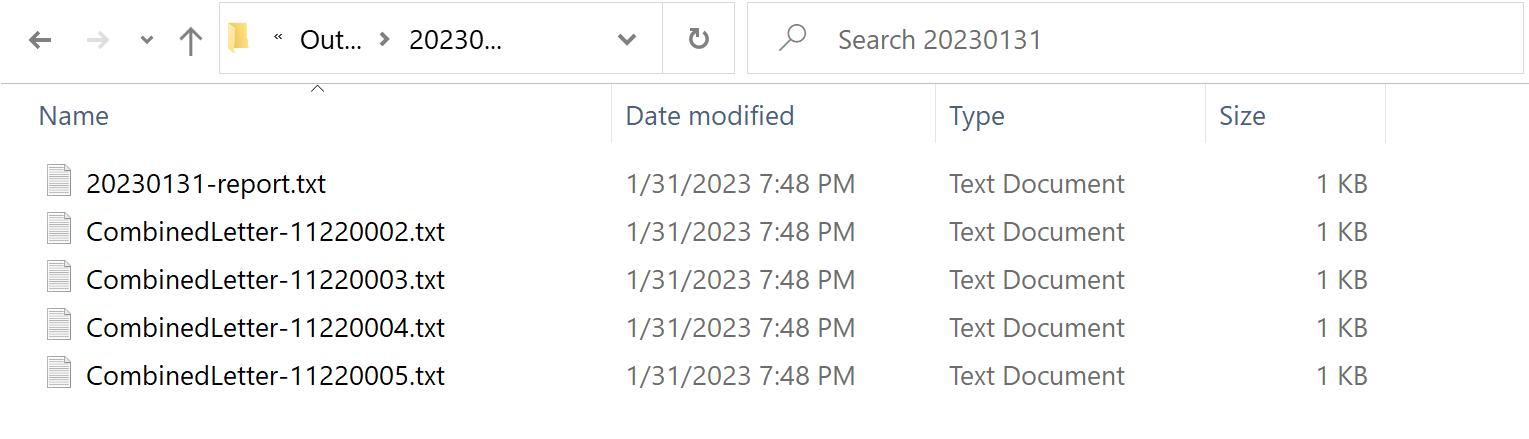 « Out... > 20230... Search 20230131
Name Date modified Type Size
20230131-report.txt 1/31/2023 7:48 PM Text Document 1 KB
CombinedLetter-11220002.txt 1/31/2023 7:48 PM Text Document 1 KB
CombinedLetter-11220003.txt 1/31/2023 7:48 PM Text Document 1 KB
CombinedLetter-11220004.txt 1/31/2023 7:48 PM Text Document 1 KB
CombinedLetter-11220005.txt 1/31/2023 7:48 PM Text Document 1 KB